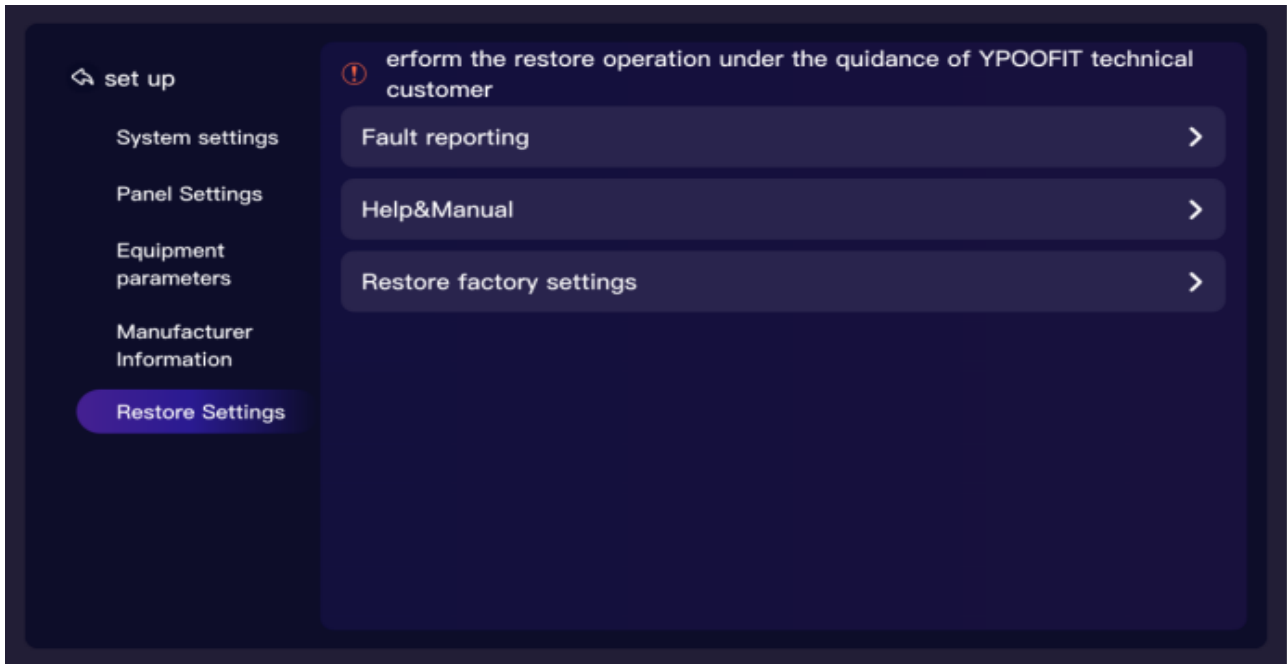 set up
System settings
Panel Settings
Equipment
parameters
Manufacturer
Information
Restore Settings
erform the restore operation under the quidance of YPOOFIT technical
customer
Fault reporting
Help&Manual
Restore factory settings